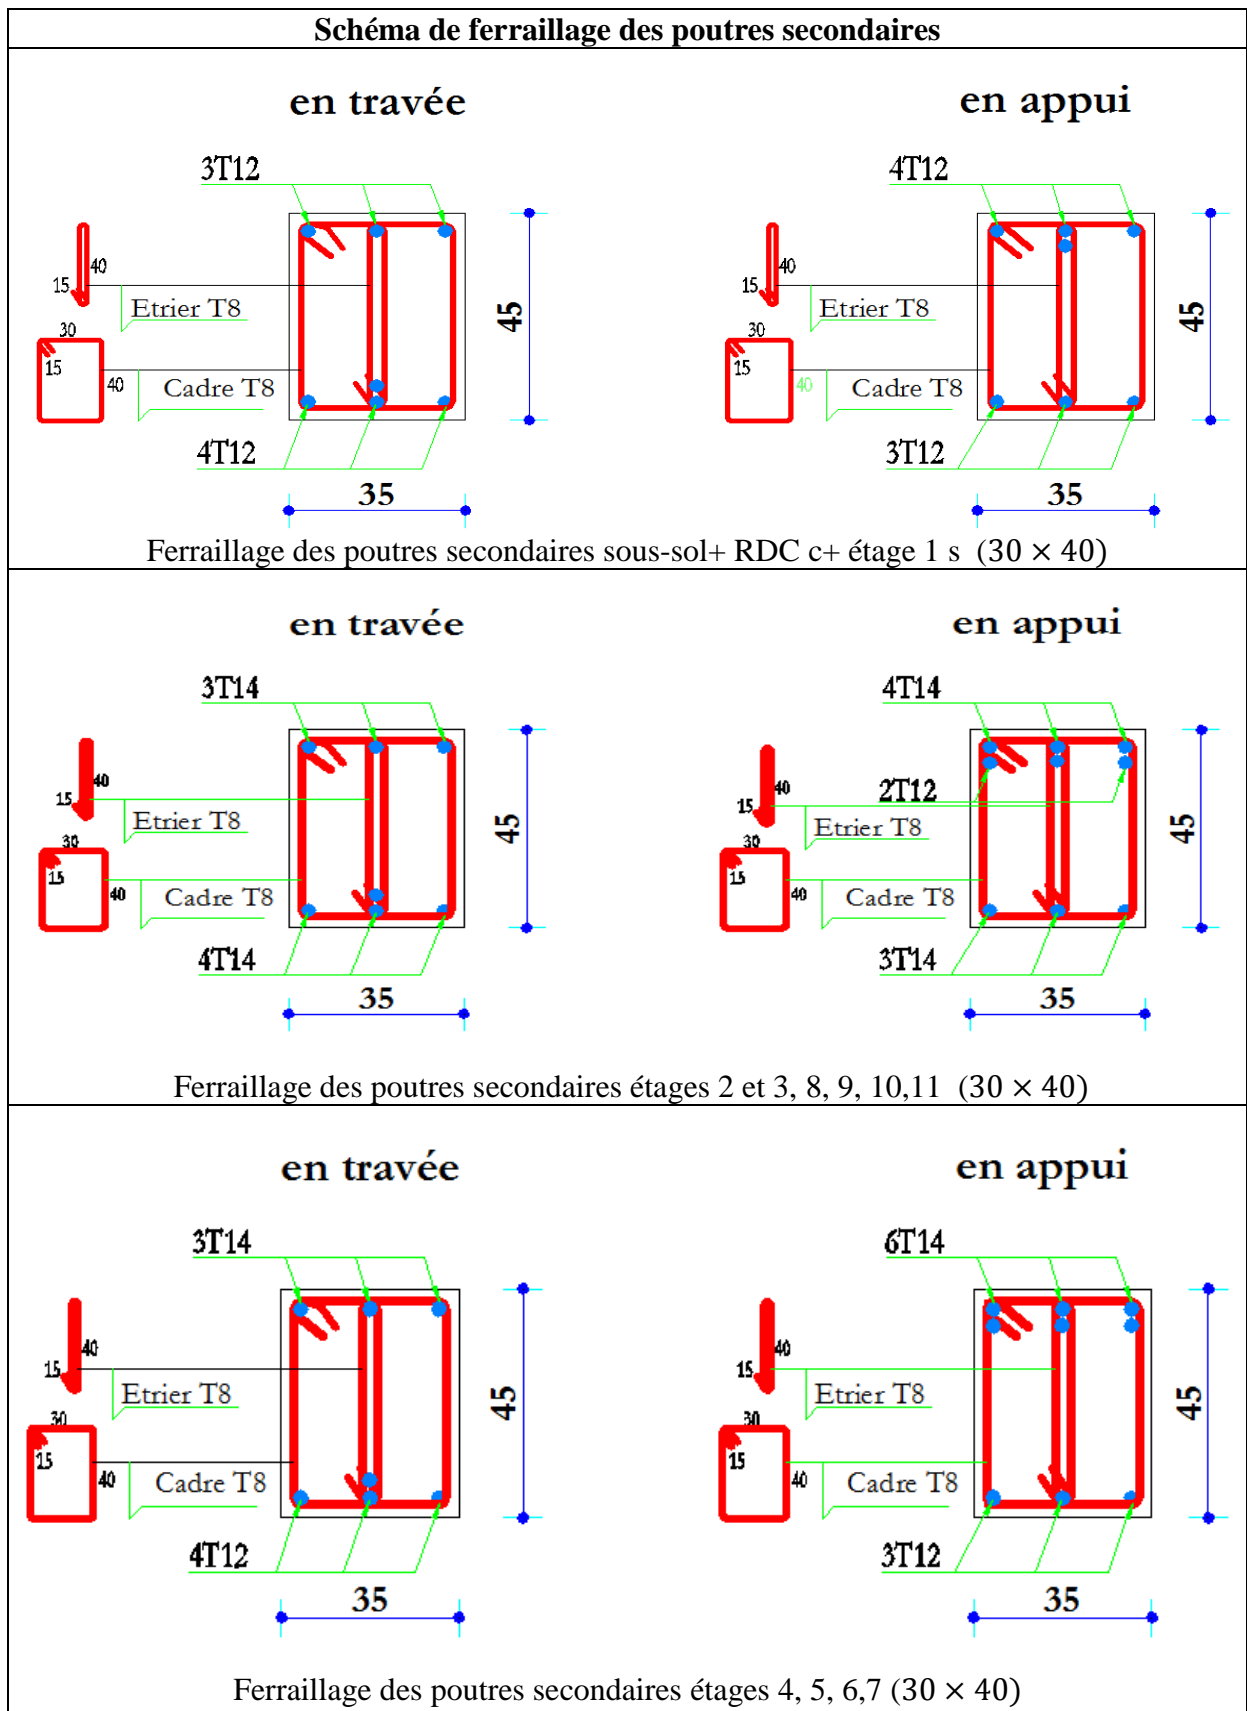 Schéma de ferraillage des poutres secondaires
en travée
en appui
3T12
4T12
40
15
Etrier T8
30
15
40
Cadre T8
45
4T12
35
40
15
Etrier T8
30
15
40
Cadre T8
45
3T12
35
Ferraillage des poutres secondaires sous-sol+ RDC c+ étage 1 s (30 × 40)
en travée
en appui
3T14
4T14
40
15
Etrier T8
30
15
40
Cadre T8
45
4T14
35
40
15
2T12
Etrier T8
30
15
40
Cadre T8
45
3T14
35
Ferraillage des poutres secondaires étages 2 et 3, 8, 9, 10,11 (30 × 40)
en travée
en appui
3T14
6T14
40
15
Etrier T8
30
15
40
Cadre T8
45
4T12
35
40
15
Etrier T8
30
15
40
Cadre T8
45
3T12
35
Ferraillage des poutres secondaires étages 4, 5, 6,7 (30 × 40)